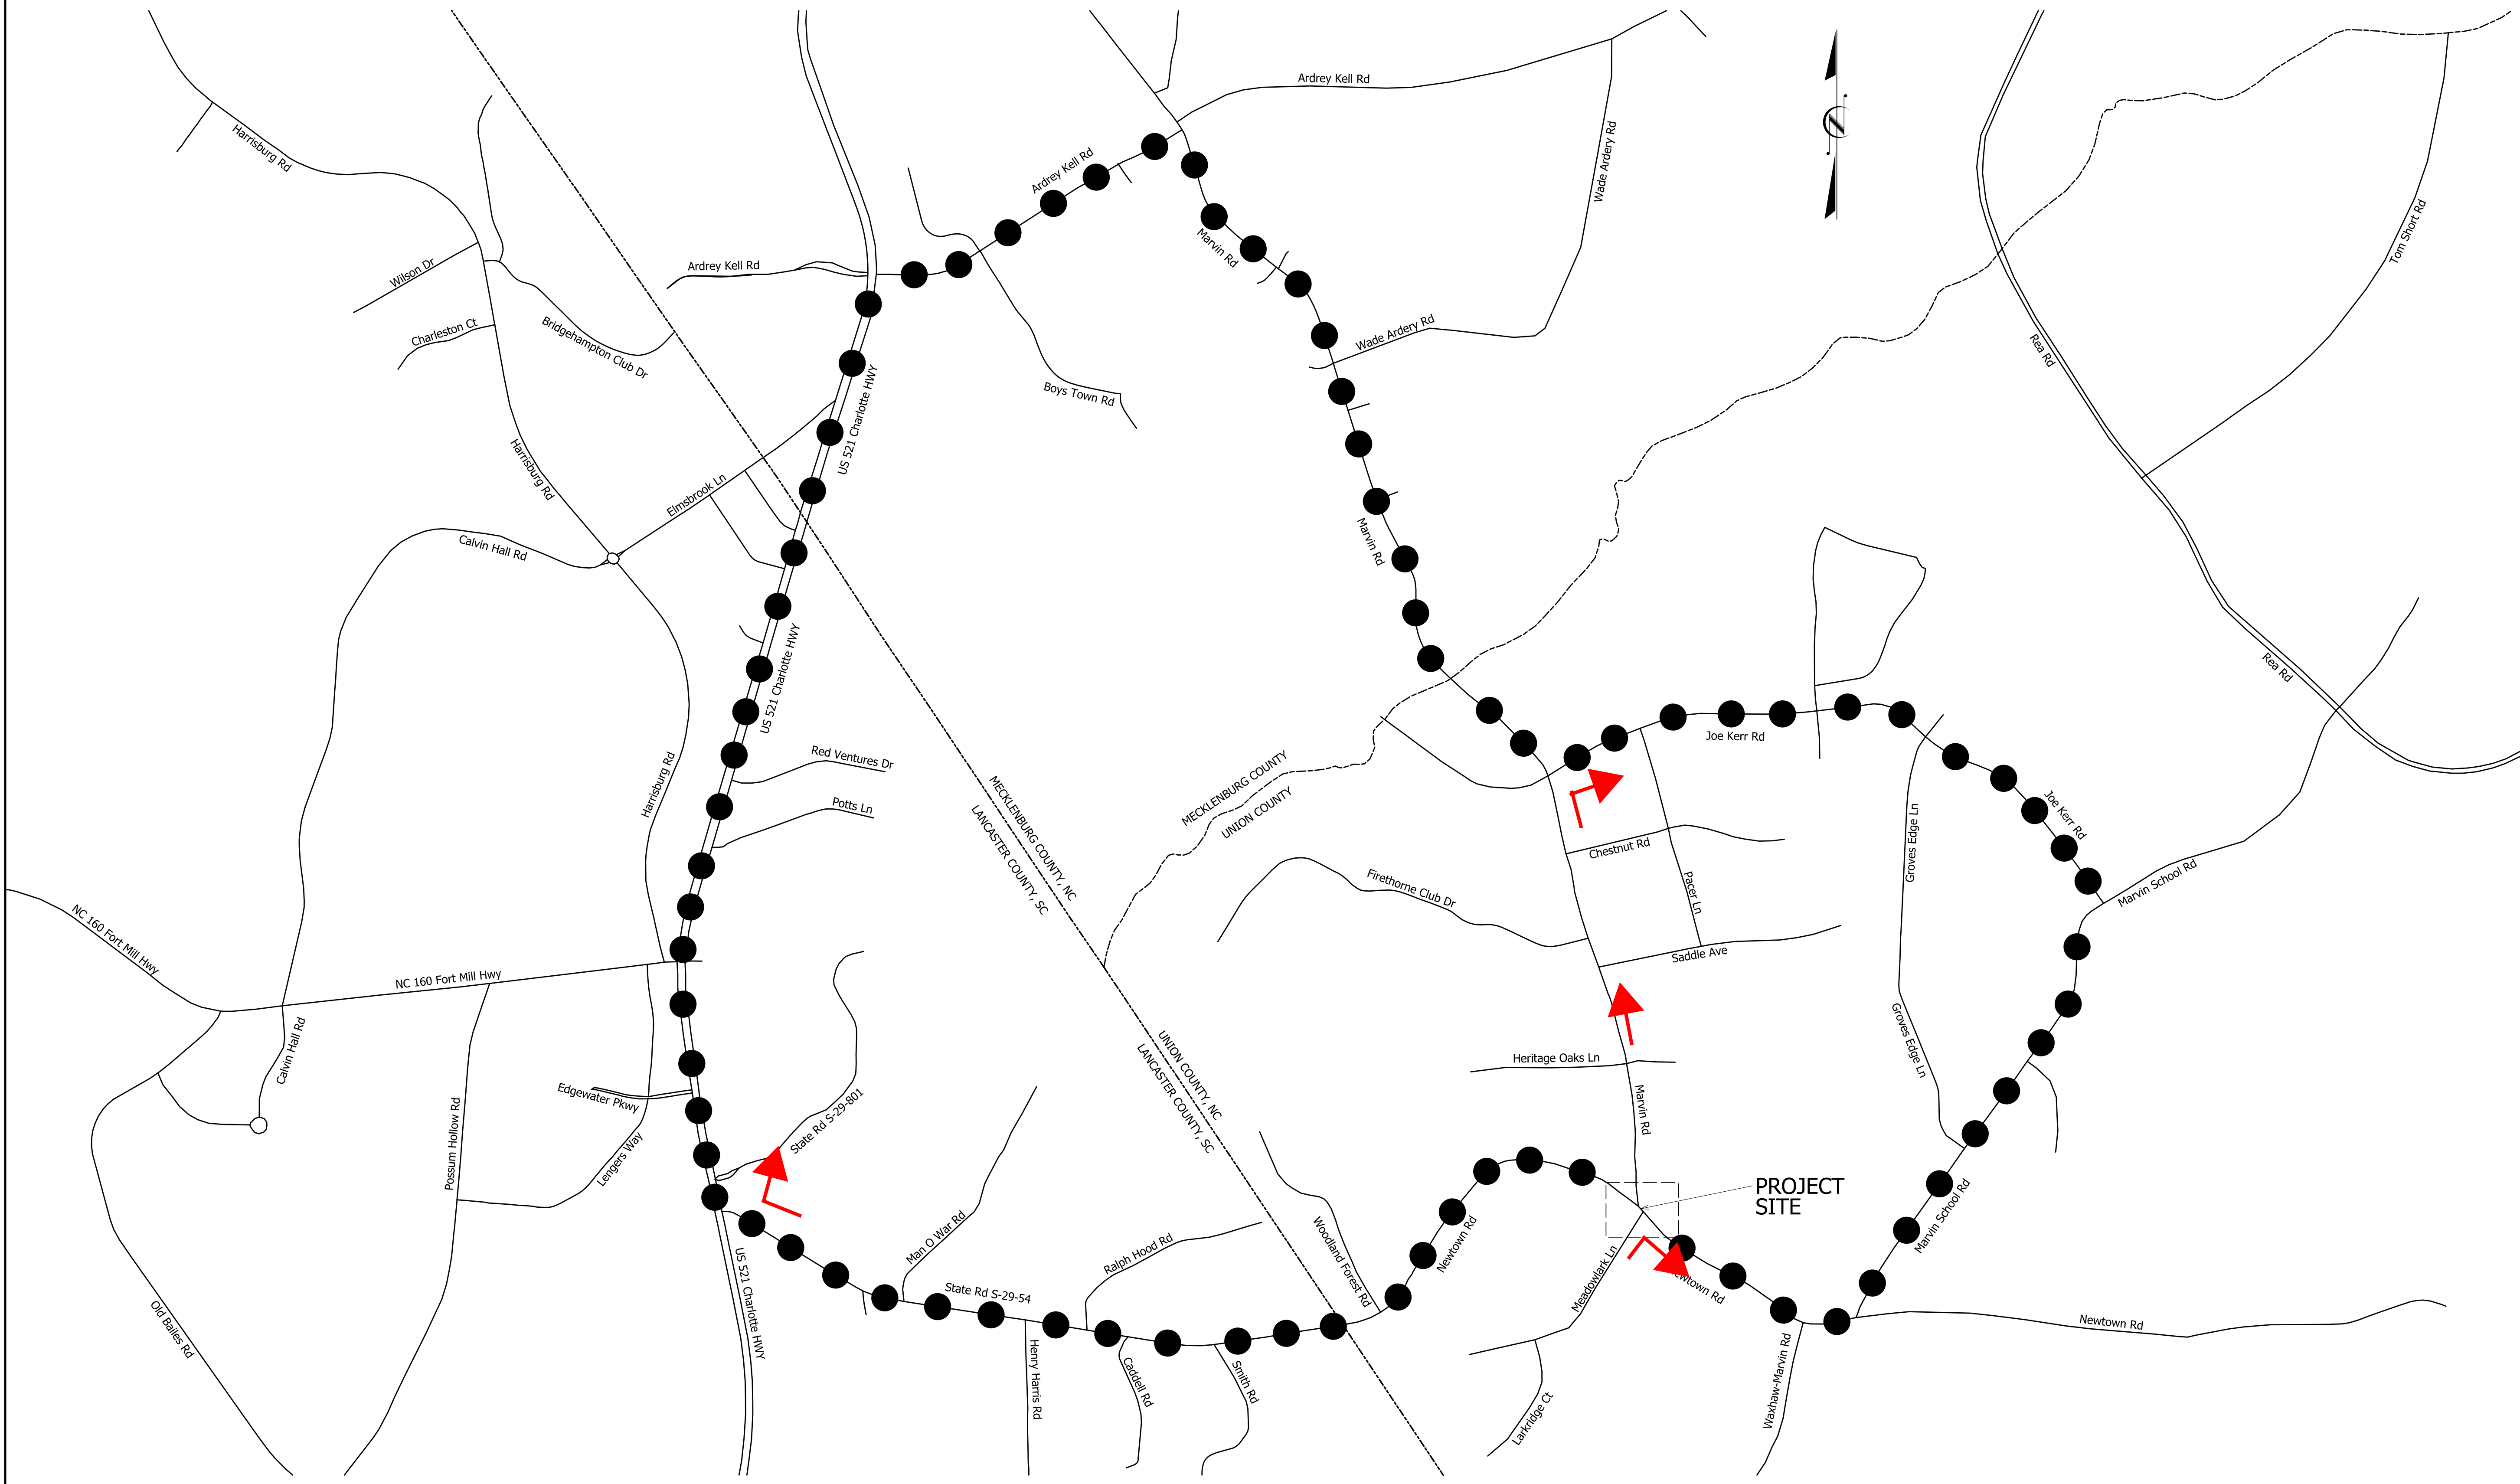 Ardrey Kell Rd
Harrisburg Rd
Wade Ardery Rd
Ardrey Kell Rd
Marvin Rd
Tom Short Rd
Wilson Dr
Ardrey Kell Rd
Charleston Ct
Bridgehampton Club Dr
Wade Ardery Rd
Rea Rd
Boys Town Rd
US 521 Charlotte HWY
Harrisburg Rd
Elmsbrook Ln
Calvin Hall Rd
Marvin Rd
US 521 Charlotte HWY
Rea Rd
Joe Kerr Rd
Red Ventures Dr
Harrisburg Rd
Potts Ln
MECKLENBURG COUNTY
UNION COUNTY
MECKLENBURG COUNTY, NC
LANCASTER COUNTY, SC
Joe Kerr Rd
Groves Edge Ln
Chestnut Rd
Pacer Ln
Firethorne Club Dr
Marvin School Rd
NC 160 Fort Mill Hwy
NC 160 Fort Mill Hwy
Saddle Ave
Calvin Hall Rd
Groves Edge Ln
Heritage Oaks Ln
UNION COUNTY, NC
LANCASTER COUNTY, SC
Marvin Rd
Edgewater Pkwy
State Rd S-29-801
Possum Hollow Rd
Lengers Way
PROJECT
SITE
Man O War Rd
Ralph Hood Rd
Woodland Forest Rd
Newtown Rd
Marvin School Rd
Meadowlark Ln
Newtown Rd
State Rd S-29-54
US 521 Charlotte HWY
Old Bailes Rd
Newtown Rd
Henry Harris Rd
Caddell Rd
Smith Rd
Waxhaw-Marvin Rd
Larkridge Ct